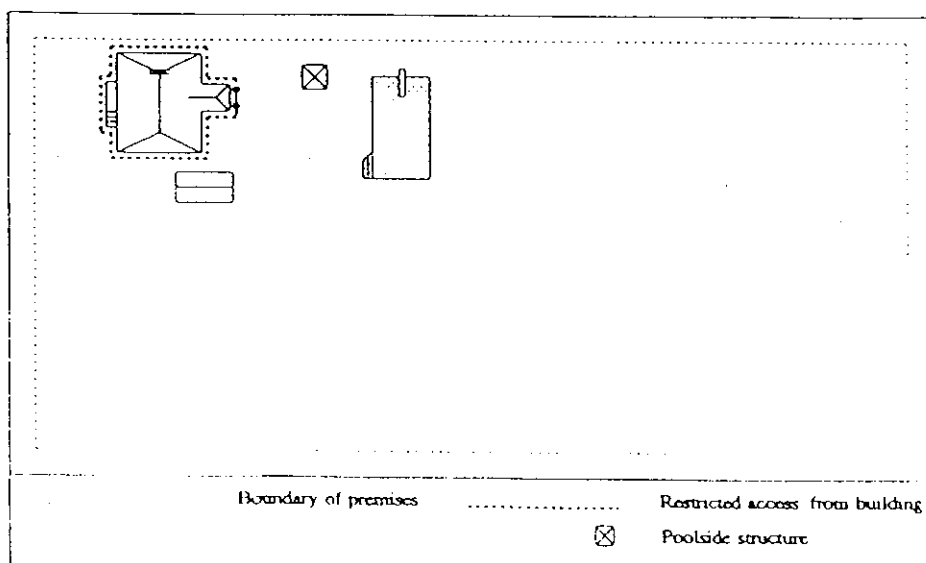 Boundary of premises
Restricted access from building
Poolside structure